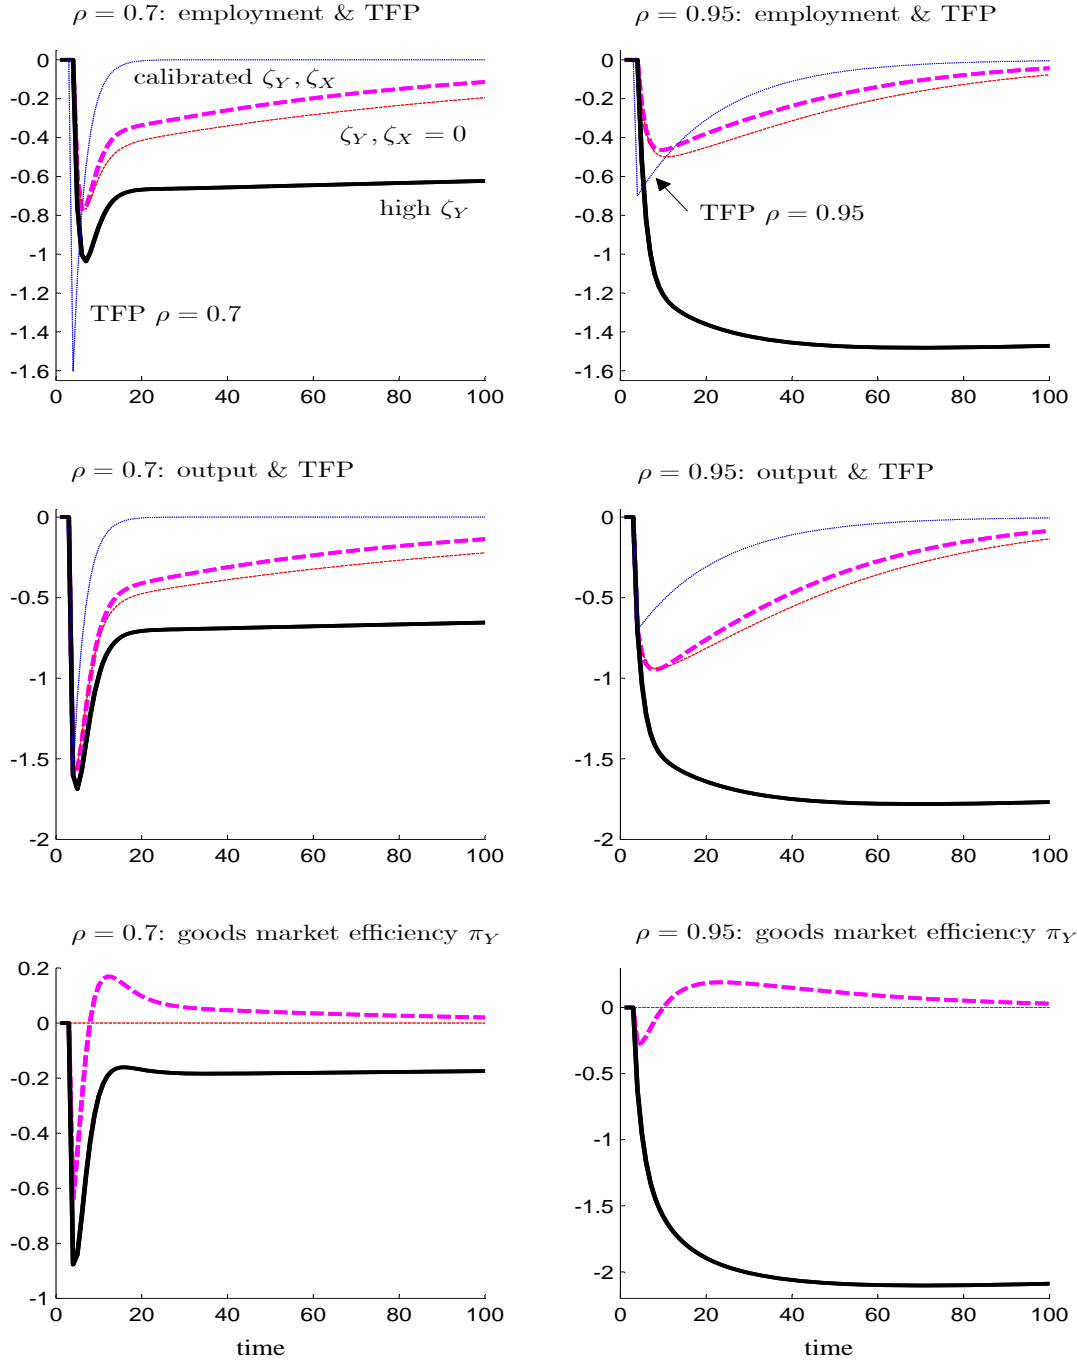 ρ = 0.7: employment & TFP
ρ = 0.95: employment & TFP
0
-0.2
-0.4
-0.6
-0.8
-1
-1.2
-1.4
-1.6
calibrated ζ_Y, ζ_X
ζ_Y, ζ_X = 0
high ζ_Y
TFP ρ = 0.7
0 20 40 60 80 100
0
-0.2
-0.4
-0.6
-0.8
-1
-1.2
-1.4
-1.6
TFP ρ = 0.95
0 20 40 60 80 100
ρ = 0.7: output & TFP
ρ = 0.95: output & TFP
0
-0.5
-1
-1.5
-2
0 20 40 60 80 100
0
-0.5
-1
-1.5
-2
0 20 40 60 80 100
ρ = 0.7: goods market efficiency π_Y
ρ = 0.95: goods market efficiency π_Y
0.2
0
-0.2
-0.4
-0.6
-0.8
-1
0 20 40 60 80 100
time
0
-0.5
-1
-1.5
-2
0 20 40 60 80 100
time